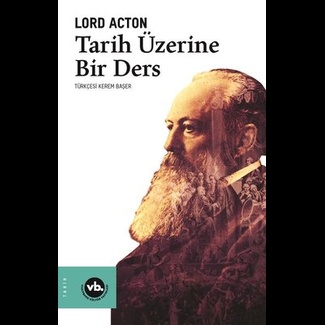 LORD ACTON
Tarih Üzerine
Bir Ders
TÜRKÇESİ KEREM BAŞER
TARİH
vb.